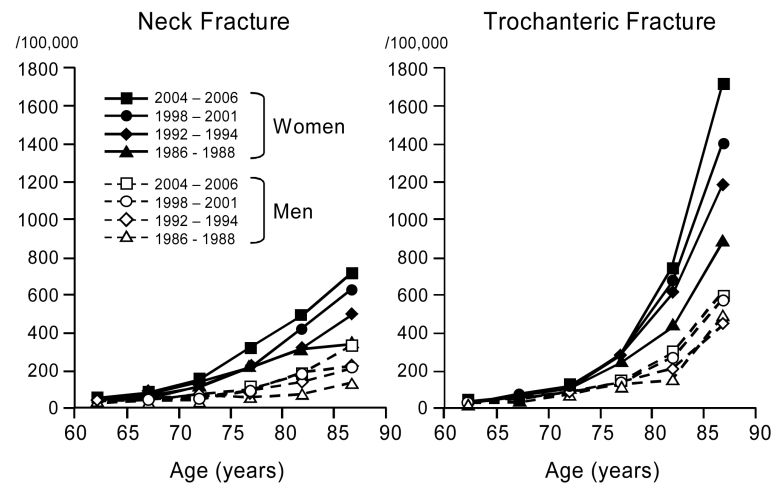 Neck Fracture
/100,000
1800
1600
1400
1200
1000
800
600
400
200
0
60 65 70 75 80 85 90
Age (years)
2004 – 2006
1998 – 2001
1992 – 1994
1986 - 1988
Women
2004 – 2006
1998 – 2001
1992 – 1994
1986 - 1988
Men
Trochanteric Fracture
/100,000
1800
1600
1400
1200
1000
800
600
400
200
0
60 65 70 75 80 85 90
Age (years)